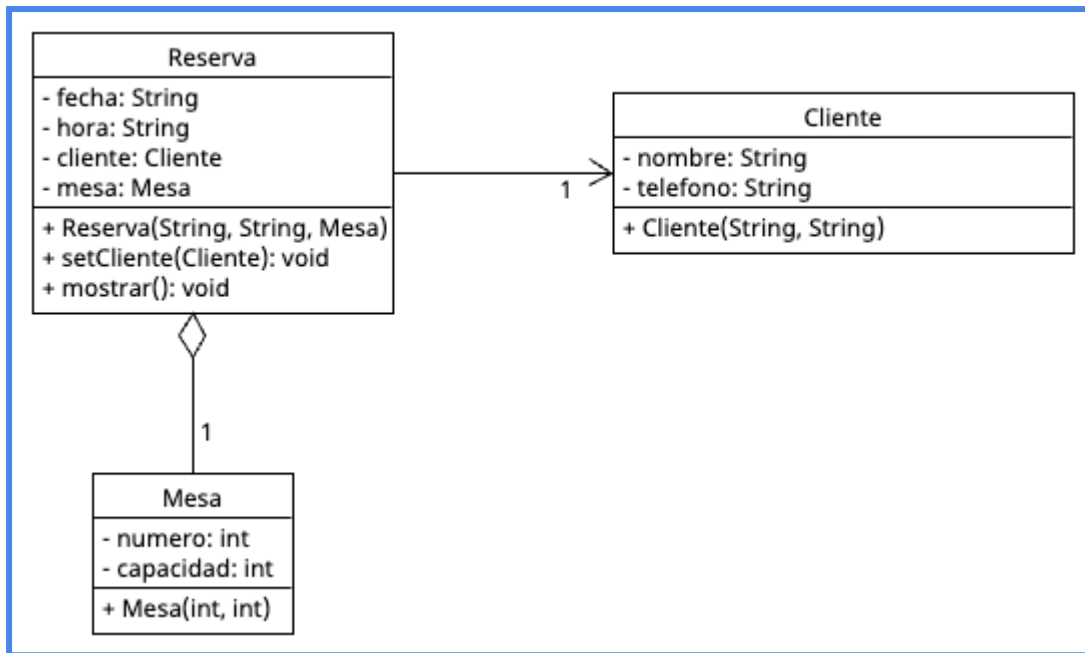 Reserva
- fecha: String
- hora: String
- cliente: Cliente
- mesa: Mesa
+ Reserva(String, String, Mesa)
+ setCliente(Cliente): void
+ mostrar(): void
1
Cliente
- nombre: String
- telefono: String
+ Cliente(String, String)
1
Mesa
- numero: int
- capacidad: int
+ Mesa(int, int)